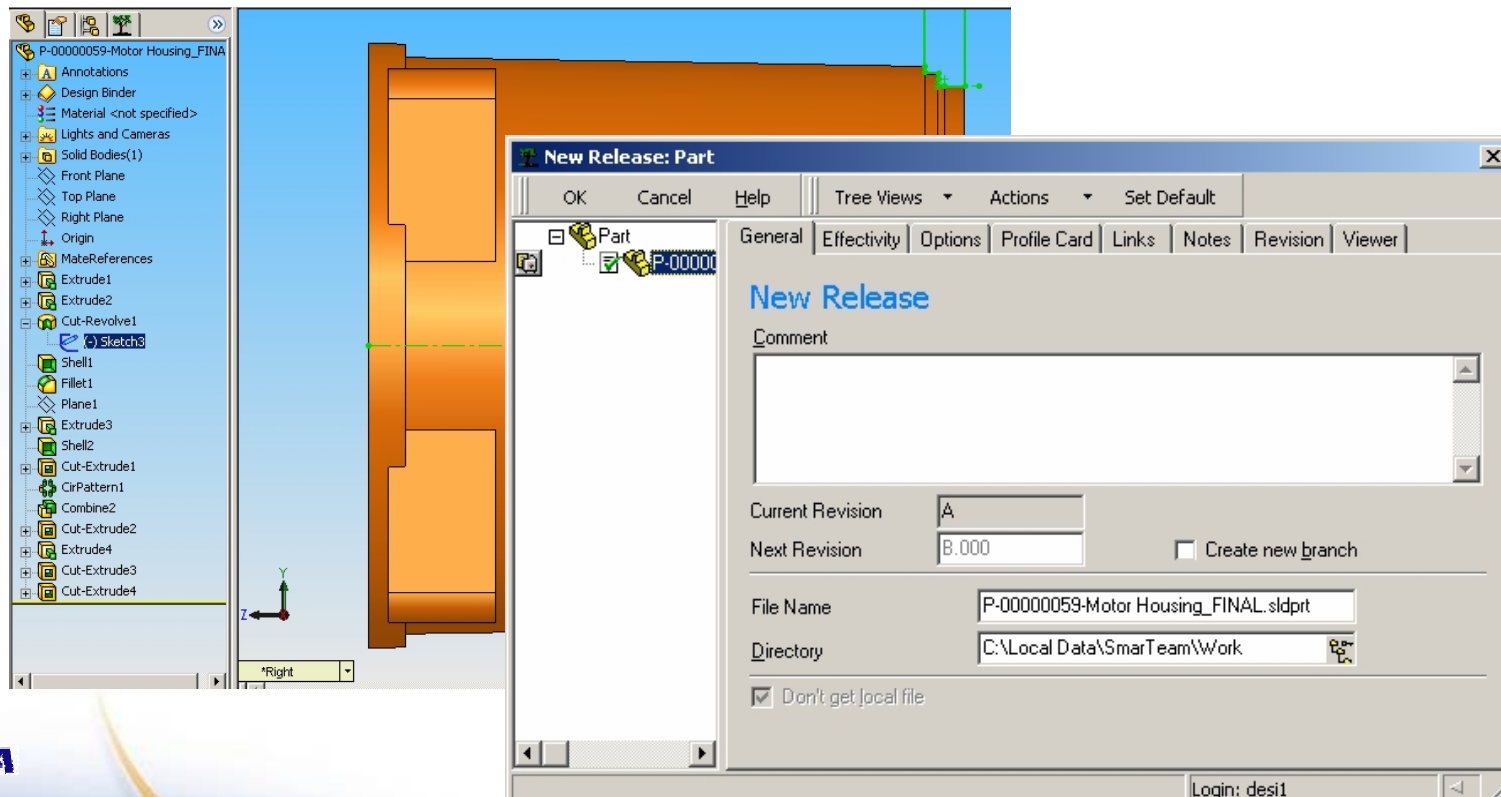 P-00000059-Motor Housing_FINA
Annotations
Design Binder
Material <not specified>
Lights and Cameras
Solid Bodies(1)
Front Plane
Top Plane
Right Plane
Origin
MateReferences
Extrude1
Extrude2
Cut-Revolve1
(-) Sketch3
Shell1
Fillet1
Plane1
Extrude3
Shell2
Cut-Extrude1
CirPattern1
Combine2
Cut-Extrude2
Extrude4
Cut-Extrude3
Cut-Extrude4
Y
Z
*Right
New Release: Part
OK Cancel Help Tree Views Actions Set Default
Part
P-00000
General Effectivity Options Profile Card Links Notes Revision Viewer
New Release
Comment
Current Revision A
Next Revision B.000 Create new branch
File Name P-00000059-Motor Housing_FINAL.sldprt
Directory C:\Local Data\SmarTeam\Work
Don't get local file
Login: desi1
A